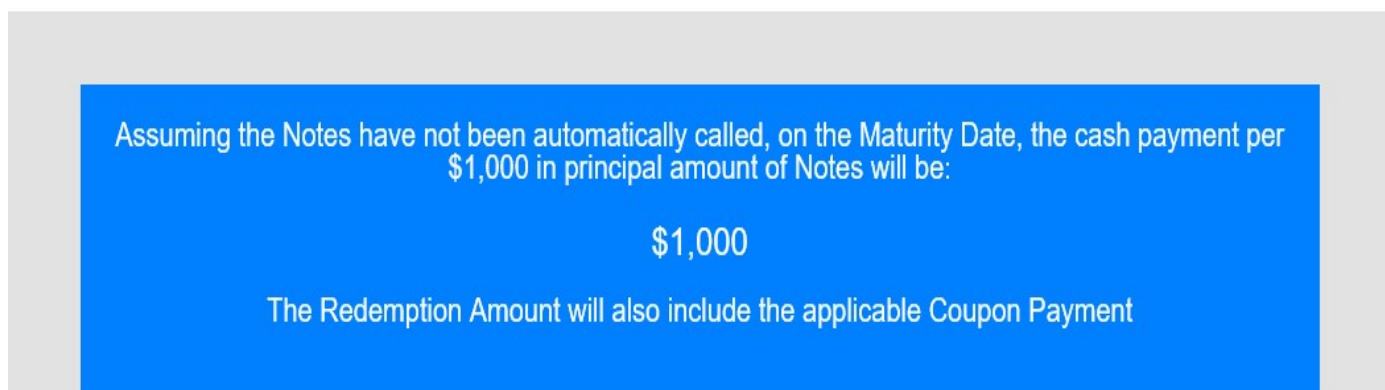 Assuming the Notes have not been automatically called, on the Maturity Date, the cash payment per
$1,000 in principal amount of Notes will be:
$1,000
The Redemption Amount will also include the applicable Coupon Payment